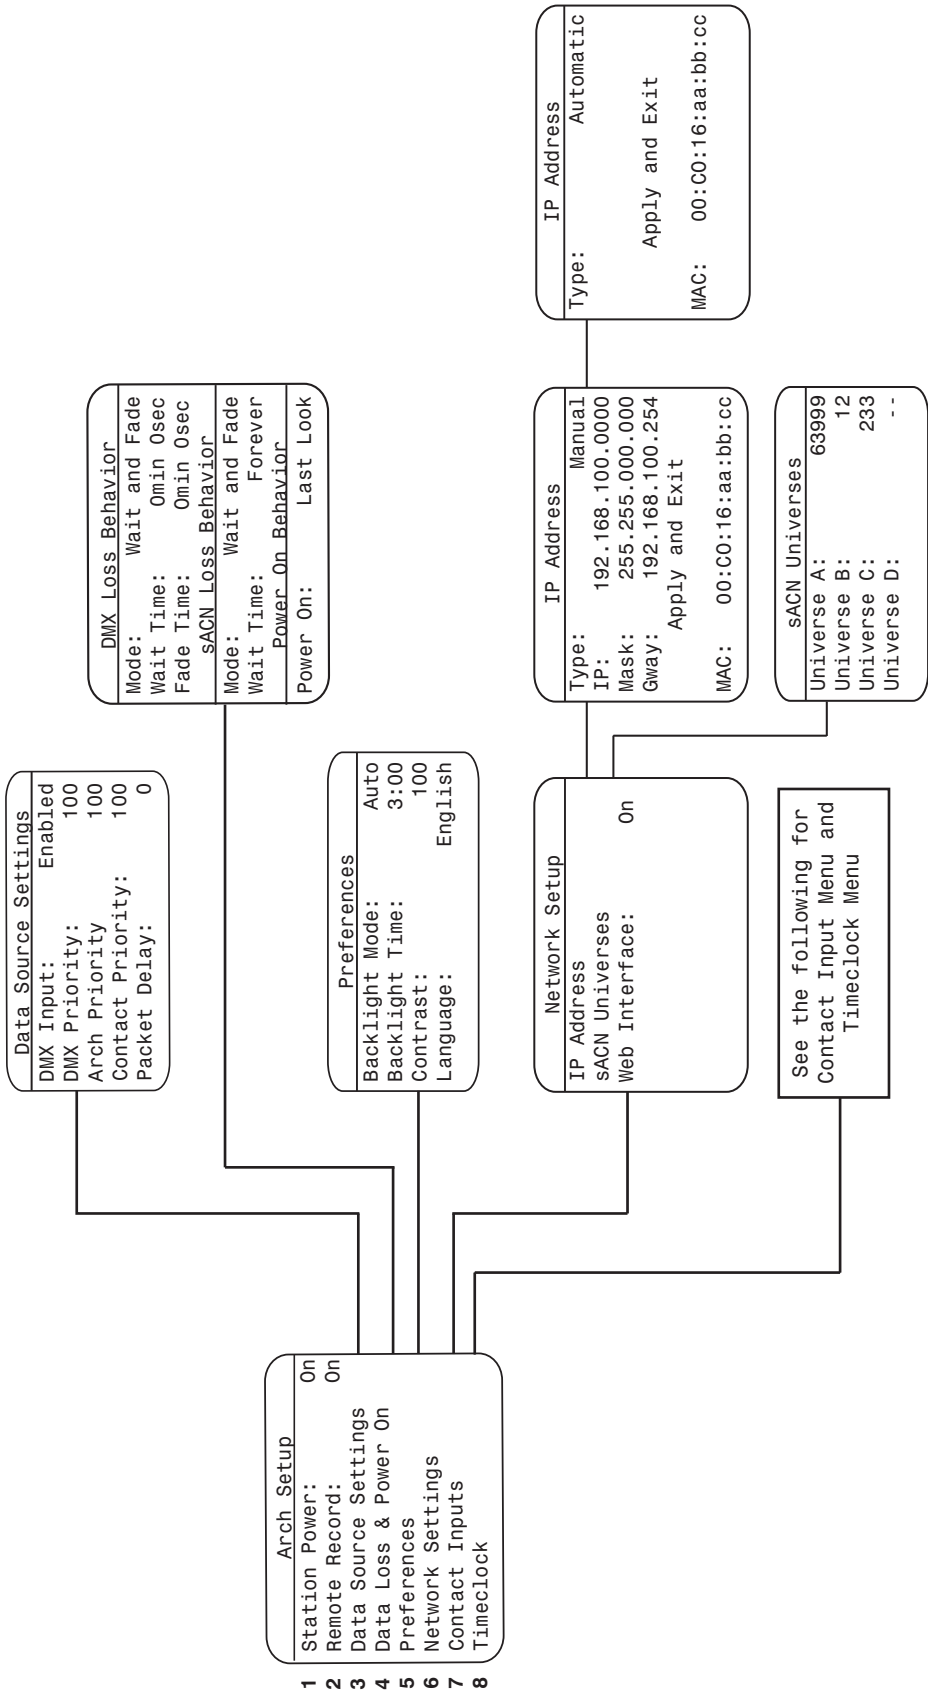 Arch Setup
1 Station Power: On
2 Remote Record: On
3 Data Source Settings
4 Data Loss & Power On
5 Preferences
6 Network Settings
7 Contact Inputs
8 Timeclock
Data Source Settings
DMX Input: Enabled
DMX Priority: 100
Arch Priority 100
Contact Priority: 100
Packet Delay: 0
DMX Loss Behavior
Mode: Wait and Fade
Wait Time: 0min 0sec
Fade Time: 0min 0sec
sACN Loss Behavior
Mode: Wait and Fade
Wait Time: Forever
Power On Behavior
Power On: Last Look
Preferences
Backlight Mode: Auto
Backlight Time: 3:00
Contrast: 100
Language: English
Network Setup
IP Address
sACN Universes
Web Interface: On
IP Address
Type: Manual
IP: 192.168.100.0000
Mask: 255.255.000.000
Gway: 192.168.100.254
Apply and Exit
MAC: 00:C0:16:aa:bb:cc
IP Address
Type: Automatic
Apply and Exit
MAC: 00:C0:16:aa:bb:cc
sACN Universes
Universe A: 63999
Universe B: 12
Universe C: 233
Universe D: --
See the following for
Contact Input Menu and
Timeclock Menu